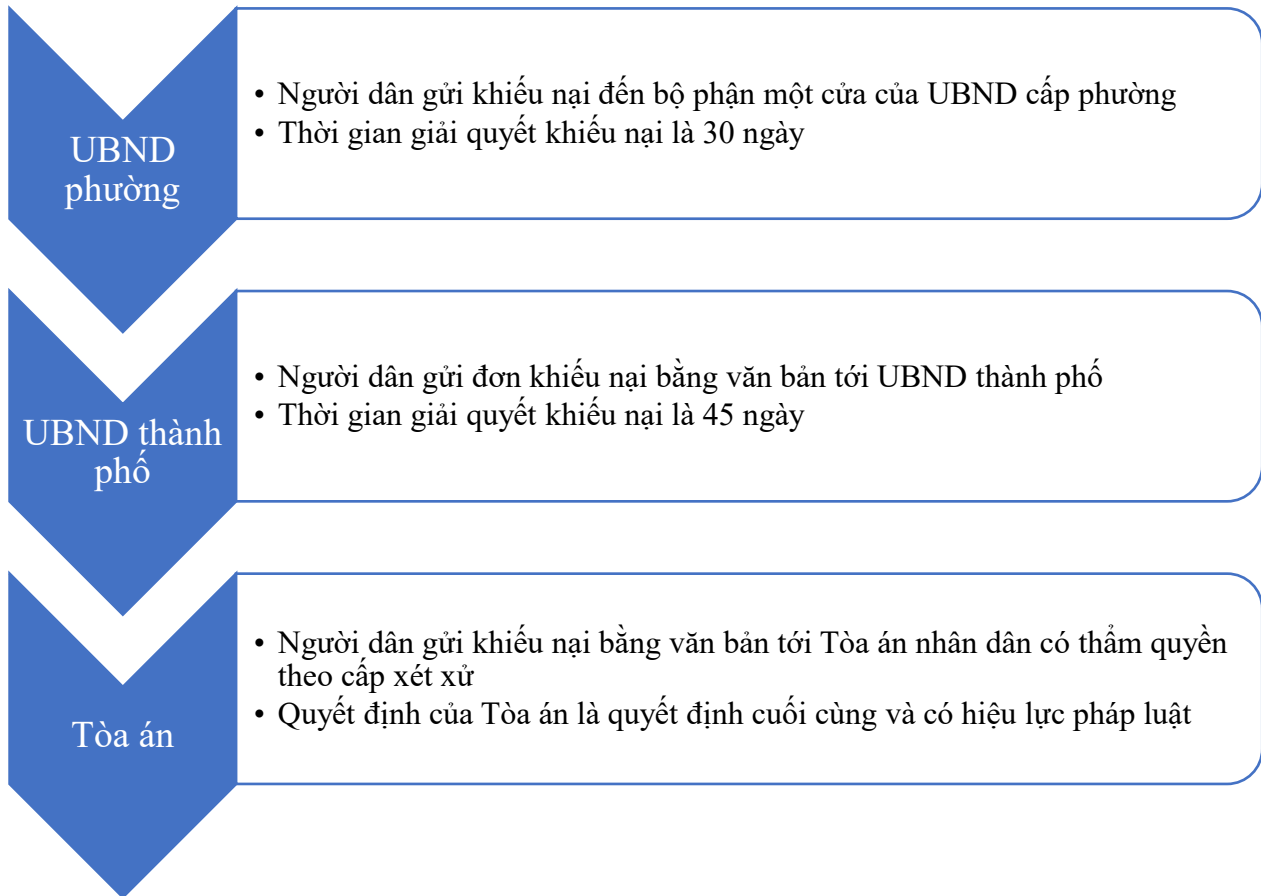 UBND
phường
• Người dân gửi khiếu nại đến bộ phận một cửa của UBND cấp phường
• Thời gian giải quyết khiếu nại là 30 ngày
UBND thành
phố
• Người dân gửi đơn khiếu nại bằng văn bản tới UBND thành phố
• Thời gian giải quyết khiếu nại là 45 ngày
Tòa án
• Người dân gửi khiếu nại bằng văn bản tới Tòa án nhân dân có thẩm quyền
theo cấp xét xử
• Quyết định của Tòa án là quyết định cuối cùng và có hiệu lực pháp luật